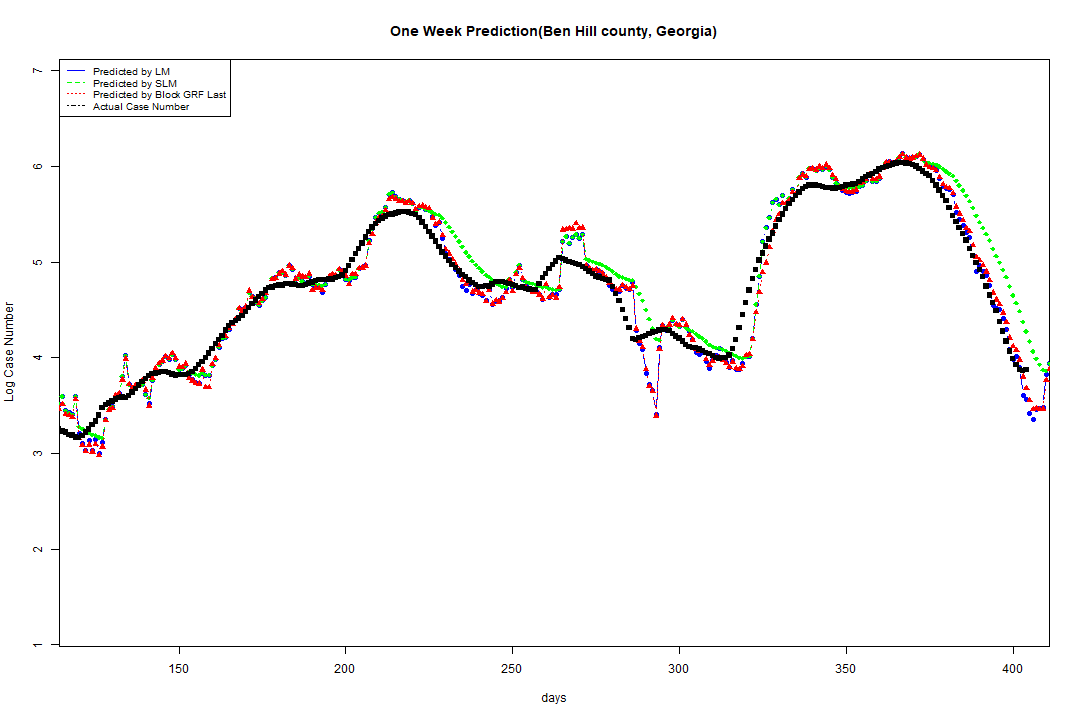 One Week Prediction(Ben Hill county, Georgia)
Predicted by LM
Predicted by SLM
Predicted by Block GRF Last
Actual Case Number
7
6
5
4
3
2
1
Log Case Number
150
200
250
300
350
400
days